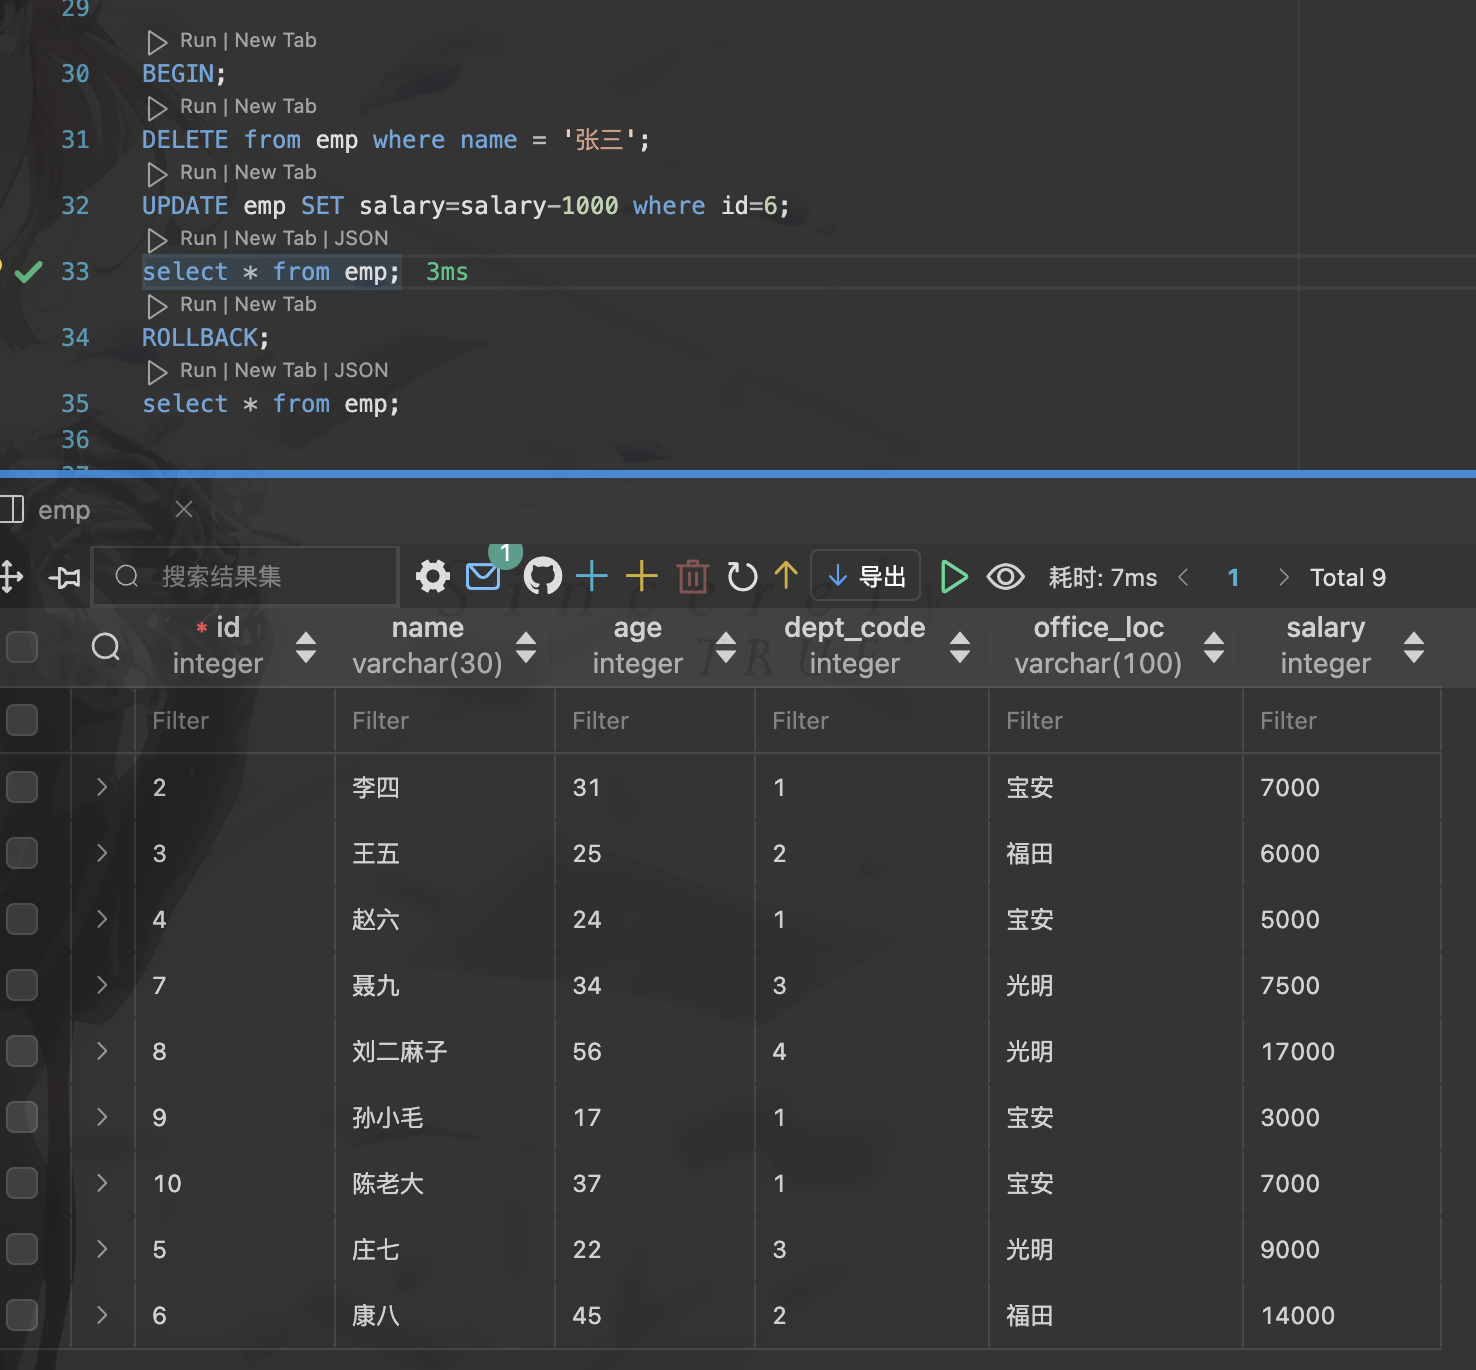 29
Run | New Tab
30 BEGIN;
Run | New Tab
31 DELETE from emp where name = '张三';
Run | New Tab
32 UPDATE emp SET salary=salary-1000 where id=6;
Run | New Tab | JSON
33 select * from emp; 3ms
Run | New Tab
34 ROLLBACK;
Run | New Tab | JSON
35 select * from emp;
36
37
emp
搜索结果集 1 导出 耗时: 7ms 1 Total 9
Sincerely
TRUE
* id name age dept_code office_loc salary
integer varchar(30) integer integer varchar(100) integer
Filter Filter Filter Filter Filter Filter
2 李四 31 1 宝安 7000
3 王五 25 2 福田 6000
4 赵六 24 1 宝安 5000
7 聂九 34 3 光明 7500
8 刘二麻子 56 4 光明 17000
9 孙小毛 17 1 宝安 3000
10 陈老大 37 1 宝安 7000
5 庄七 22 3 光明 9000
6 康八 45 2 福田 14000